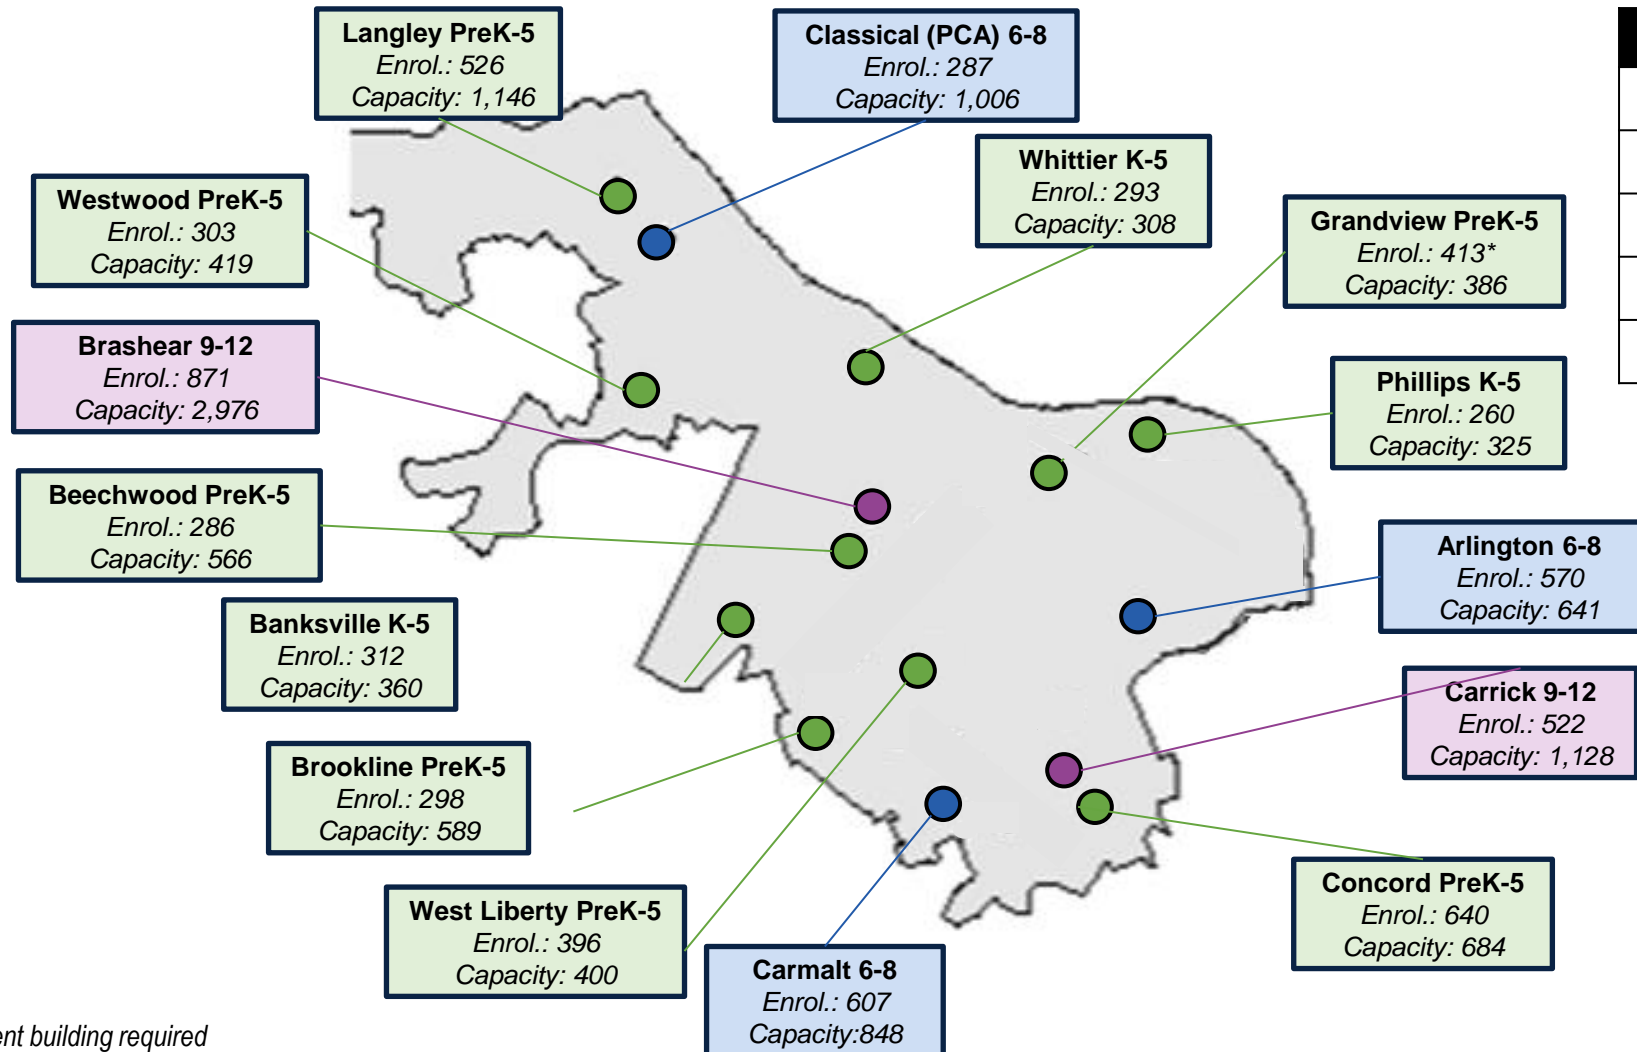 Langley PreK-5
Enrol.: 526
Capacity: 1,146
Classical (PCA) 6-8
Enrol.: 287
Capacity: 1,006
Whittier K-5
Enrol.: 293
Capacity: 308
Westwood PreK-5
Enrol.: 303
Capacity: 419
Grandview PreK-5
Enrol.: 413*
Capacity: 386
Brashear 9-12
Enrol.: 871
Capacity: 2,976
Phillips K-5
Enrol.: 260
Capacity: 325
Beechwood PreK-5
Enrol.: 286
Capacity: 566
Arlington 6-8
Enrol.: 570
Capacity: 641
Banksville K-5
Enrol.: 312
Capacity: 360
Carrick 9-12
Enrol.: 522
Capacity: 1,128
Brookline PreK-5
Enrol.: 298
Capacity: 589
Concord PreK-5
Enrol.: 640
Capacity: 684
West Liberty PreK-5
Enrol.: 396
Capacity: 400
Carmalt 6-8
Enrol.: 607
Capacity:848
ent building required